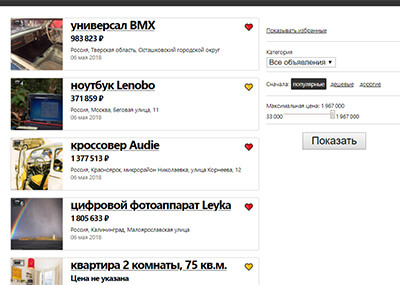 универсал BMX
983 823 ₽
Россия, Тверская область, Осташковский городской округ
06 мая 2018
ноутбук Lenobo
371 859 ₽
Россия, Москва, Беговая улица, 11
06 мая 2018
кроссовер Audie
1 377 513 ₽
Россия, Красноярск, микрорайон Николаевка, улица Корнеева, 12
06 мая 2018
цифровой фотоаппарат Leyka
1 805 633 ₽
Россия, Калининград, Малоярославская улица
06 мая 2018
квартира 2 комнаты, 75 кв.м.
Цена не указана
Показывать избранные
Категория
Все объявления
Сначала: популярные дешевые дорогие
Максимальная цена: 1 967 000
33 000 1 967 000
Показать